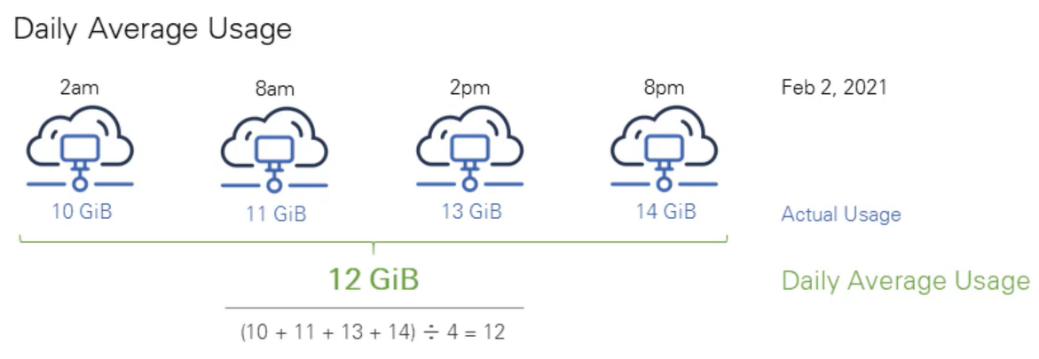 Daily Average Usage
2am 8am 2pm 8pm Feb 2, 2021
10 GiB 11 GiB 13 GiB 14 GiB Actual Usage
12 GiB Daily Average Usage
(10 + 11 + 13 + 14) ÷ 4 = 12